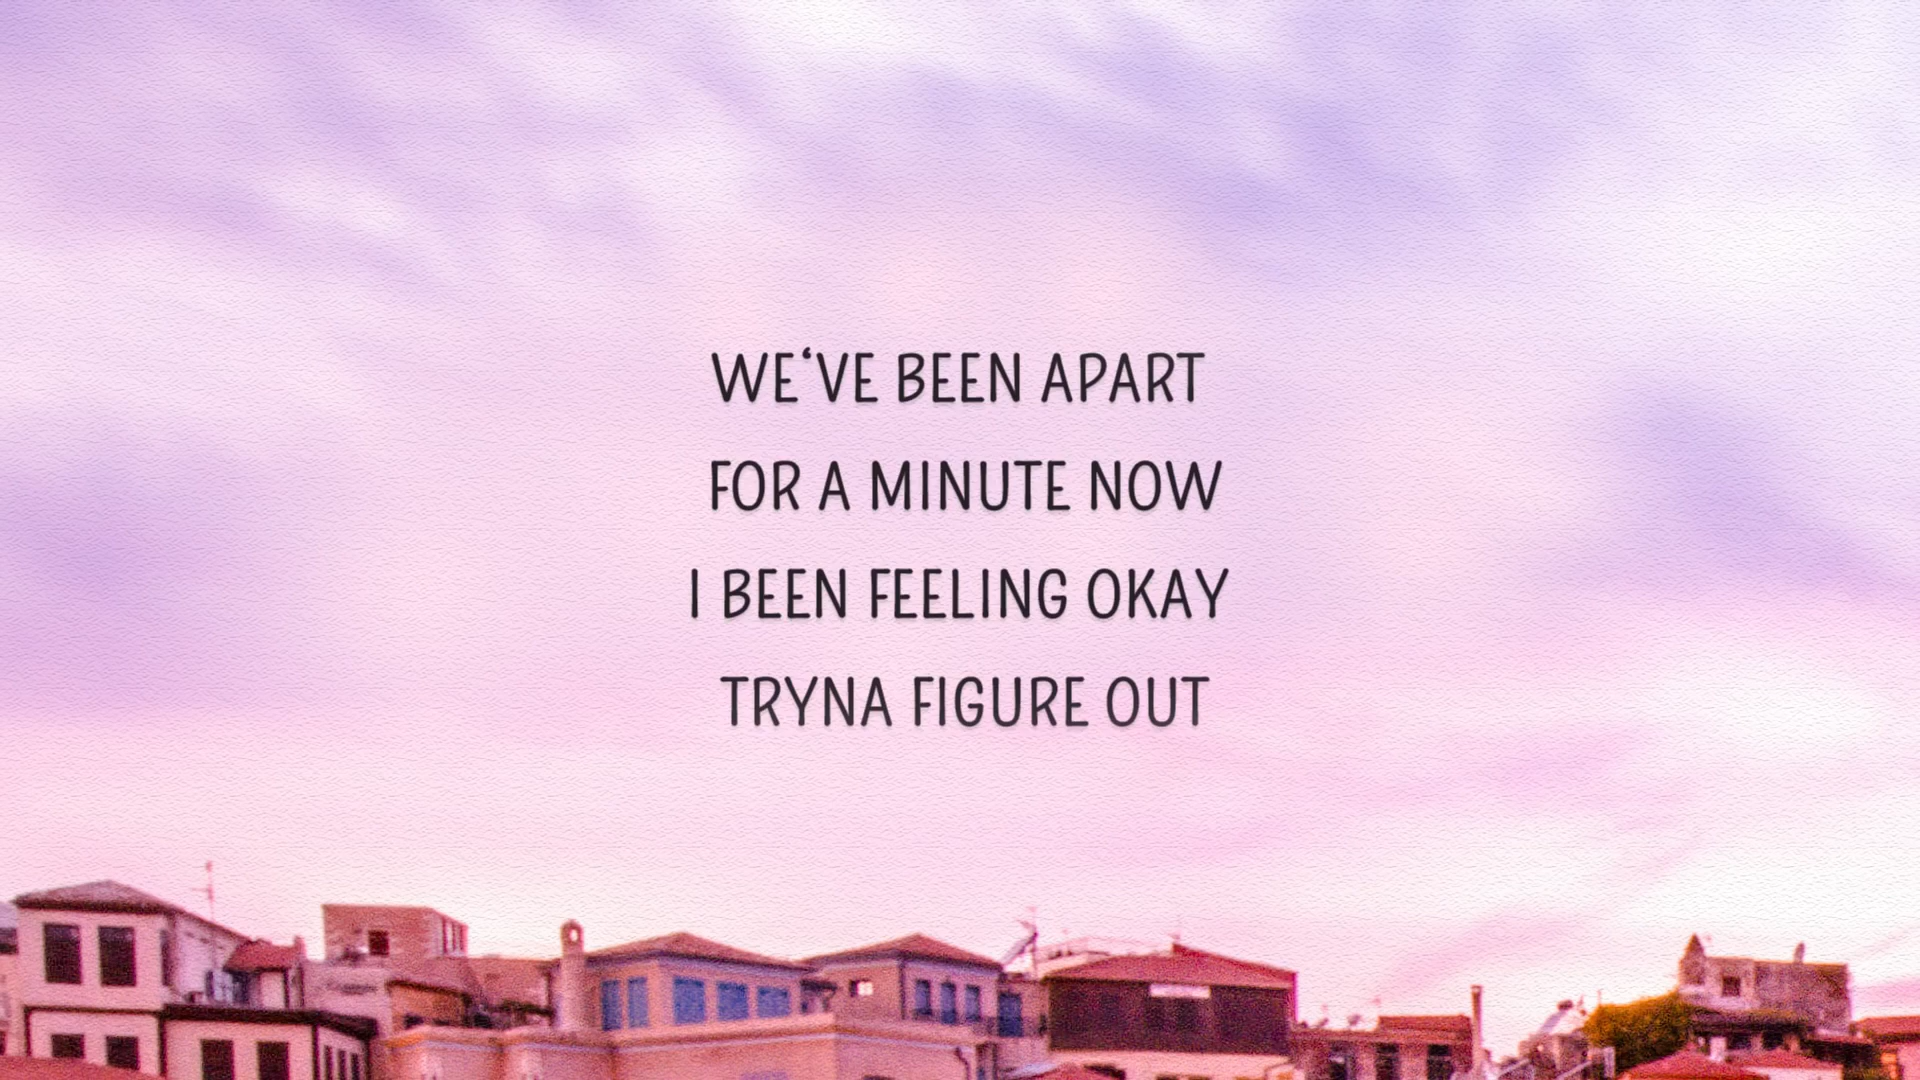 WE‘VE BEEN APART
FOR A MINUTE NOW
I BEEN FEELING OKAY
TRYNA FIGURE OUT